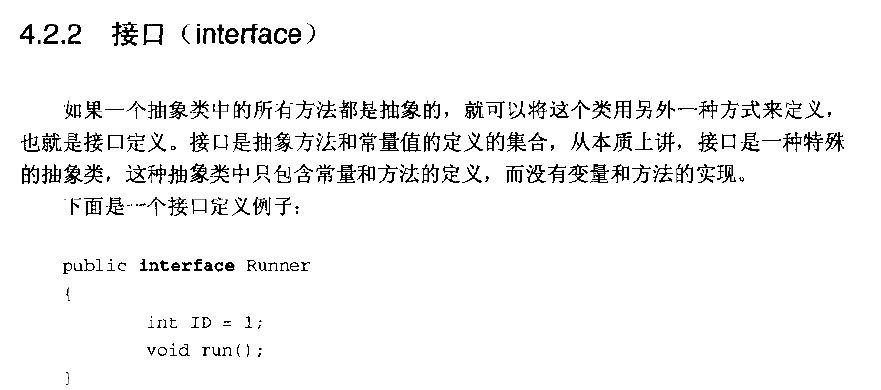 4.2.2 接口（interface）
如果一个抽象类中的所有方法都是抽象的，就可以将这个类用另外一种方式来定义，
也就是接口定义。接口是抽象方法和常量值的定义的集合，从本质上讲，接口是一种特殊
的抽象类，这种抽象类中只包含常量和方法的定义，而没有变量和方法的实现。
下面是一个接口定义例子：
public interface Runner
{
int ID = 1;
void run();
}